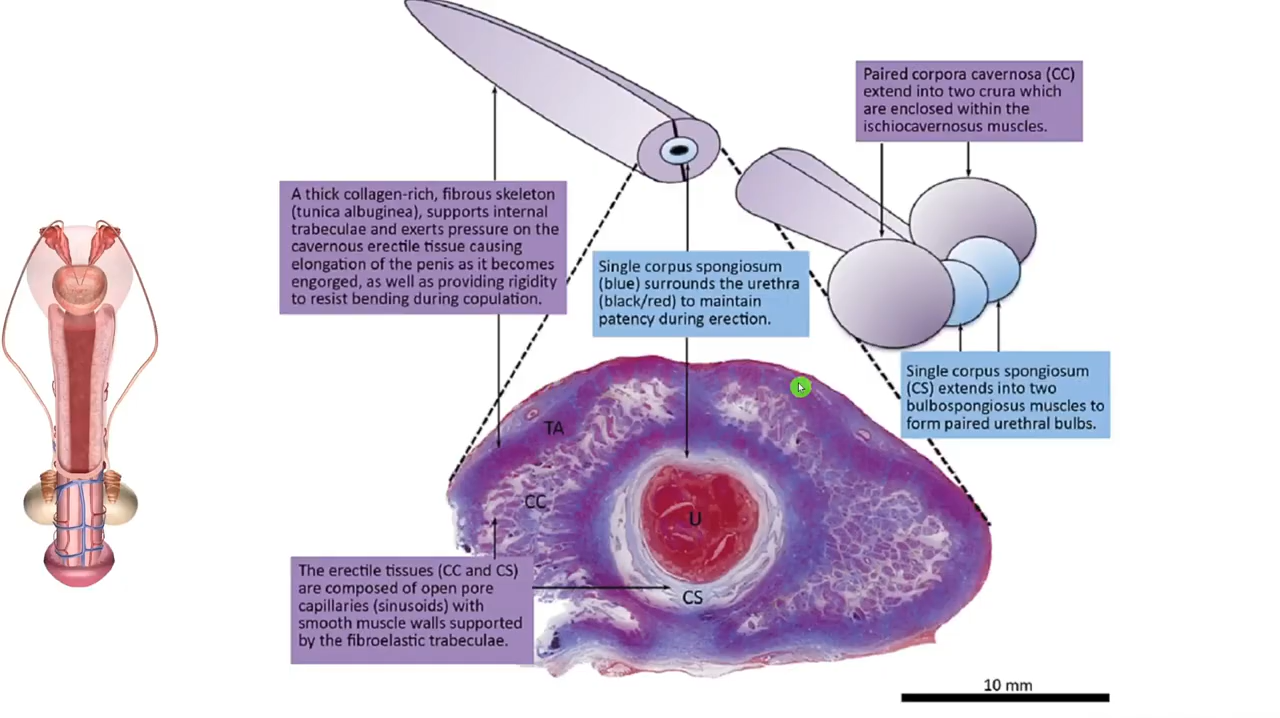 Paired corpora cavernosa (CC)
extend into two crura which
are enclosed within the
ischiocavernosus muscles.
A thick collagen-rich, fibrous skeleton
(tunica albuginea), supports internal
trabeculae and exerts pressure on the
cavernous erectile tissue causing
elongation of the penis as it becomes
engorged, as well as providing rigidity
to resist bending during copulation.
Single corpus spongiosum
(blue) surrounds the urethra
(black/red) to maintain
patency during erection.
Single corpus spongiosum
(CS) extends into two
bulbospongiosus muscles to
form paired urethral bulbs.
TA
CC
U
CS
The erectile tissues (CC and CS)
are composed of open pore
capillaries (sinusoids) with
smooth muscle walls supported
by the fibroelastic trabeculae.
10 mm